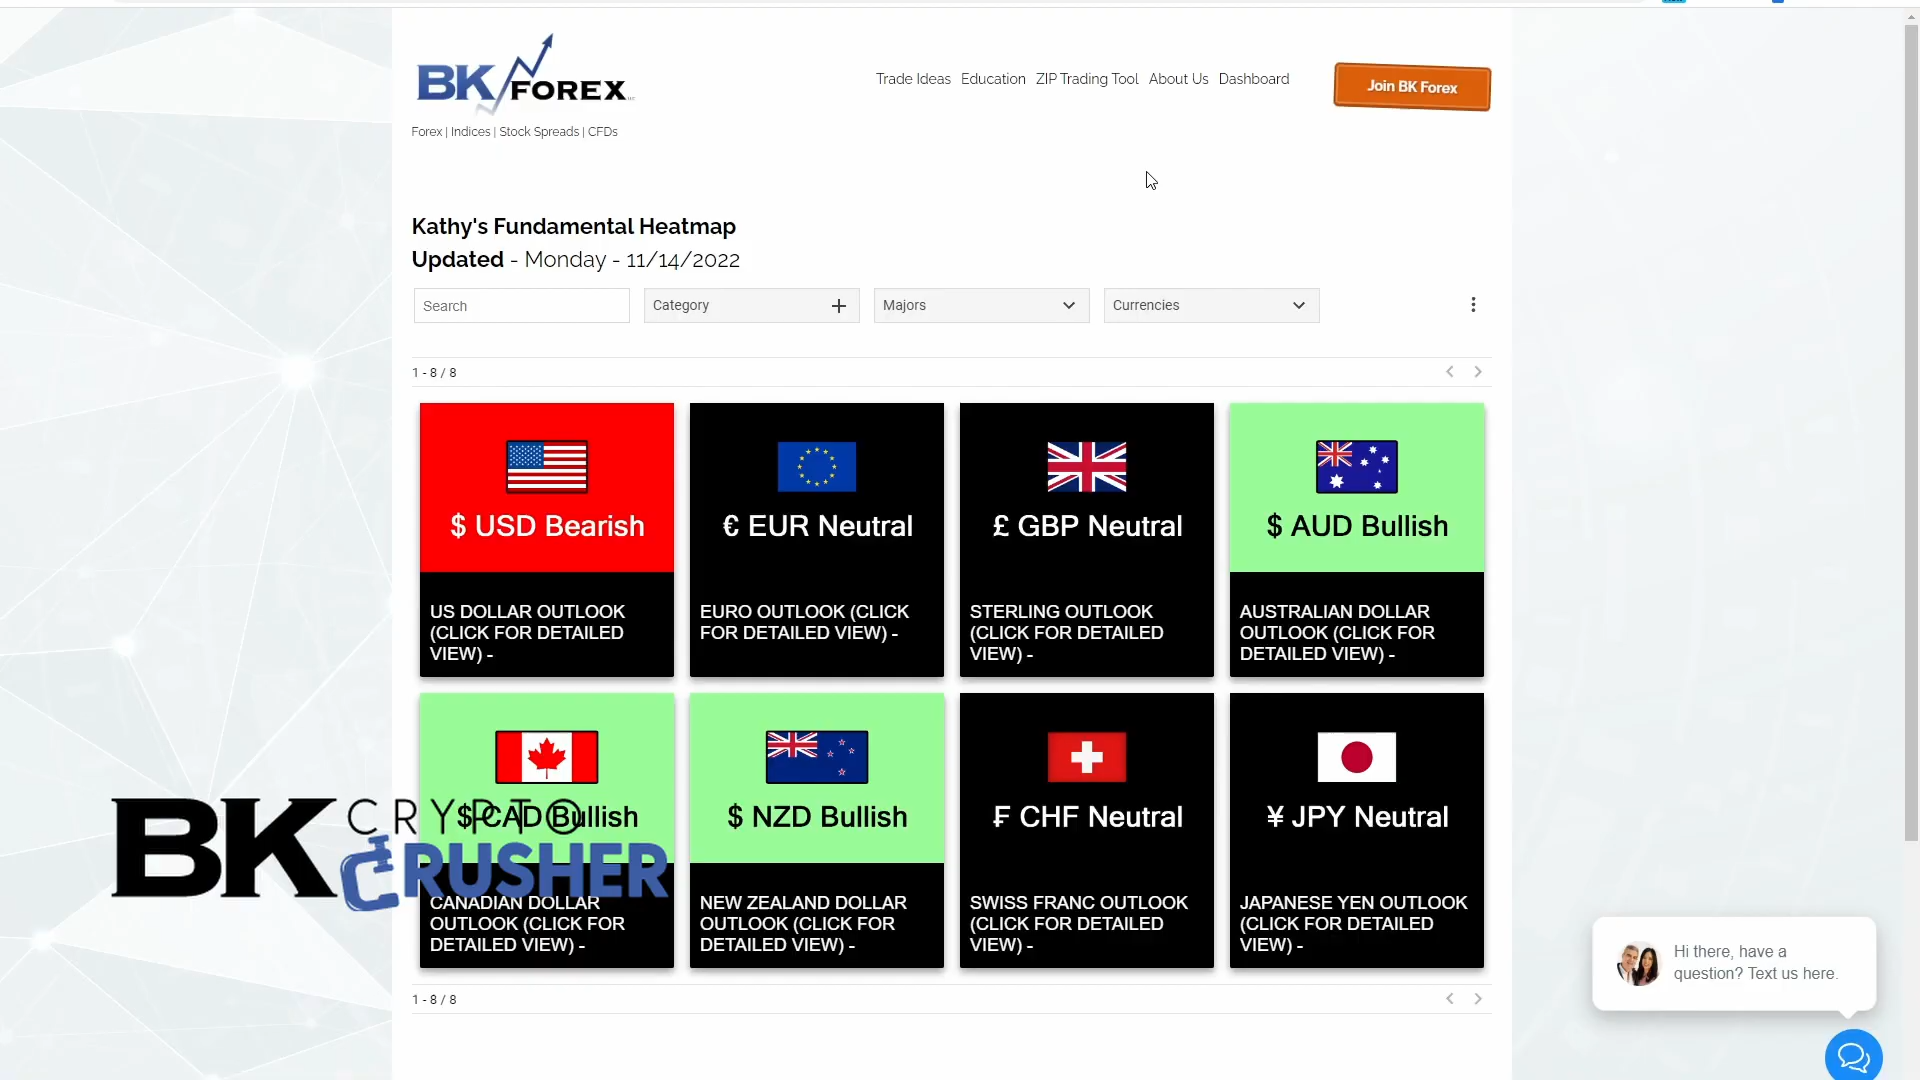 BK FOREX
Forex | Indices | Stock Spreads | CFDs
Trade Ideas Education ZIP Trading Tool About Us Dashboard
Join BK Forex
Kathy's Fundamental Heatmap
Updated - Monday - 11/14/2022
Search
Category
Majors
Currencies
1 - 8 / 8
$ USD Bearish
US DOLLAR OUTLOOK
(CLICK FOR DETAILED
VIEW) -
€ EUR Neutral
EURO OUTLOOK (CLICK
FOR DETAILED VIEW) -
£ GBP Neutral
STERLING OUTLOOK
(CLICK FOR DETAILED
VIEW) -
$ AUD Bullish
AUSTRALIAN DOLLAR
OUTLOOK (CLICK FOR
DETAILED VIEW) -
$ CAD Bullish
CANADIAN DOLLAR
OUTLOOK (CLICK FOR
DETAILED VIEW) -
$ NZD Bullish
NEW ZEALAND DOLLAR
OUTLOOK (CLICK FOR
DETAILED VIEW) -
₣ CHF Neutral
SWISS FRANC OUTLOOK
(CLICK FOR DETAILED
VIEW) -
¥ JPY Neutral
JAPANESE YEN OUTLOOK
(CLICK FOR DETAILED
VIEW) -
BK CRYPTO
CRUSHER
1 - 8 / 8
Hi there, have a
question? Text us here.